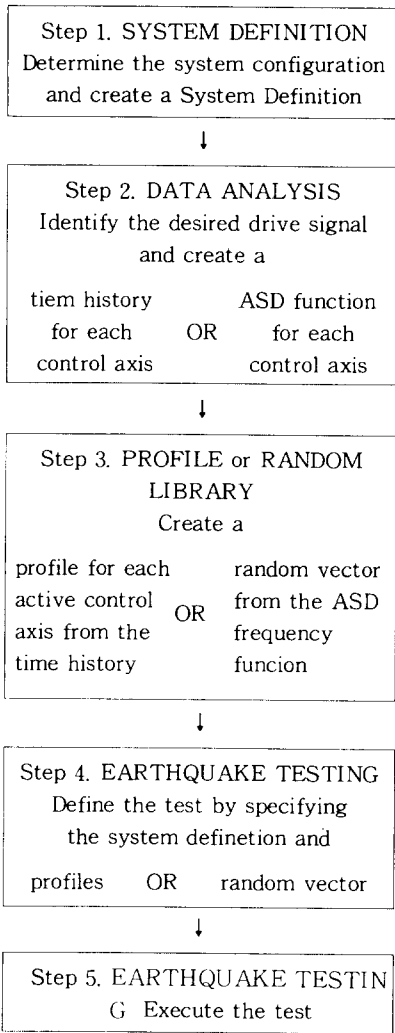 Step 1. SYSTEM DEFINITION
Determine the system configuration
and create a System Definition
↓
Step 2. DATA ANALYSIS
Identify the desired drive signal
and create a
tiem history
for each
control axis
OR
ASD function
for each
control axis
↓
Step 3. PROFILE or RANDOM
LIBRARY
Create a
profile for each
active control
axis from the
time history
OR
random vector
from the ASD
frequency
funcion
↓
Step 4. EARTHQUAKE TESTING
Define the test by specifying
the system definetion and
profiles OR random vector
↓
Step 5. EARTHQUAKE TESTIN
G Execute the test